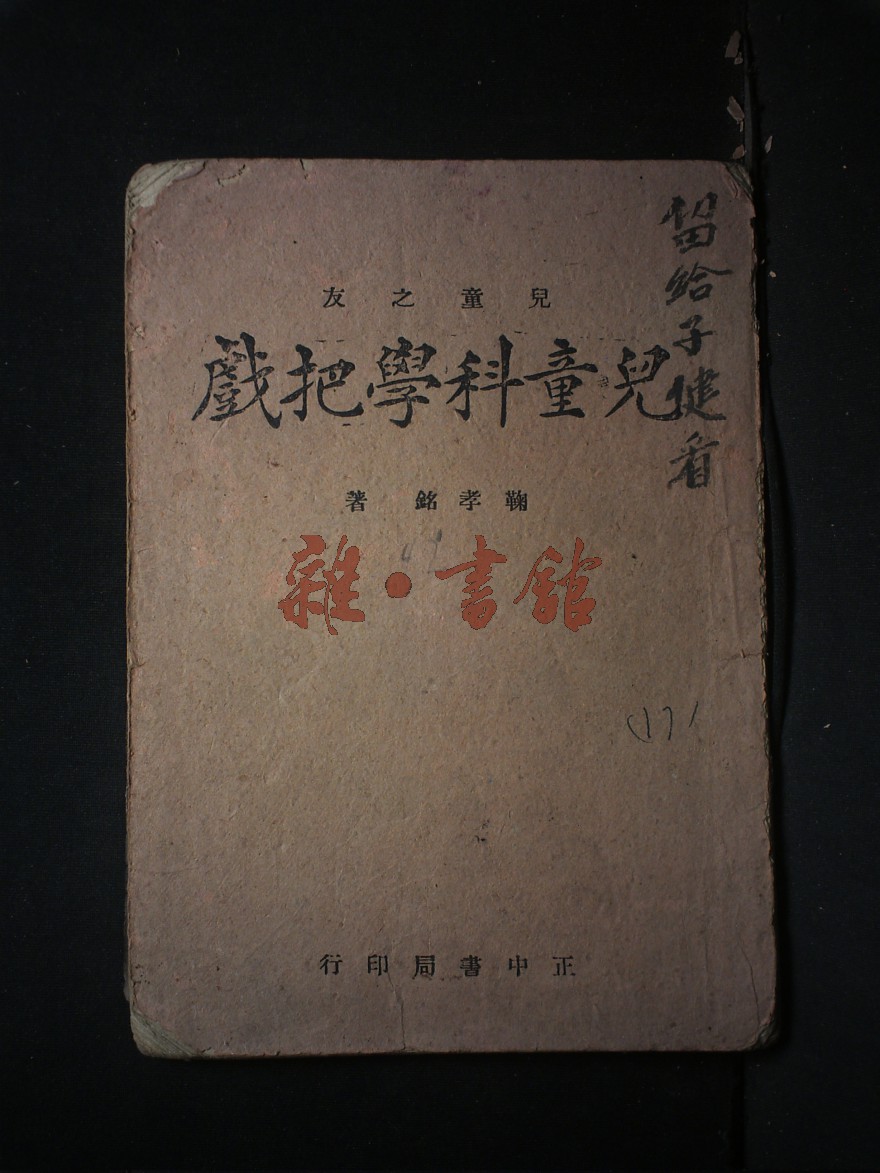 兒童之友
兒童科學把戲
鞠孝銘 著
雜·書館
正中書局印行
留給子健看